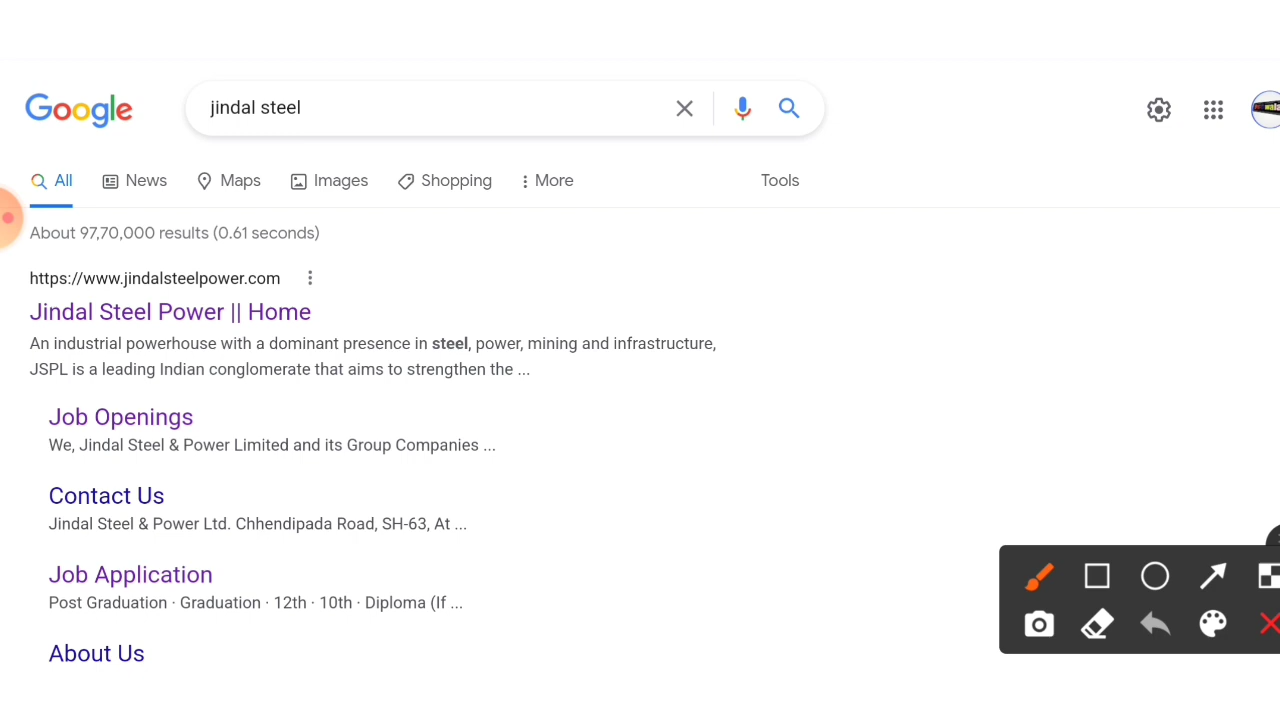 Google
jindal steel
All News Maps Images Shopping More Tools
About 97,70,000 results (0.61 seconds)
https://www.jindalsteelpower.com
Jindal Steel Power || Home
An industrial powerhouse with a dominant presence in steel, power, mining and infrastructure,
JSPL is a leading Indian conglomerate that aims to strengthen the ...
Job Openings
We, Jindal Steel & Power Limited and its Group Companies ...
Contact Us
Jindal Steel & Power Ltd. Chhendipada Road, SH-63, At ...
Job Application
Post Graduation · Graduation · 12th · 10th · Diploma (If ...
About Us